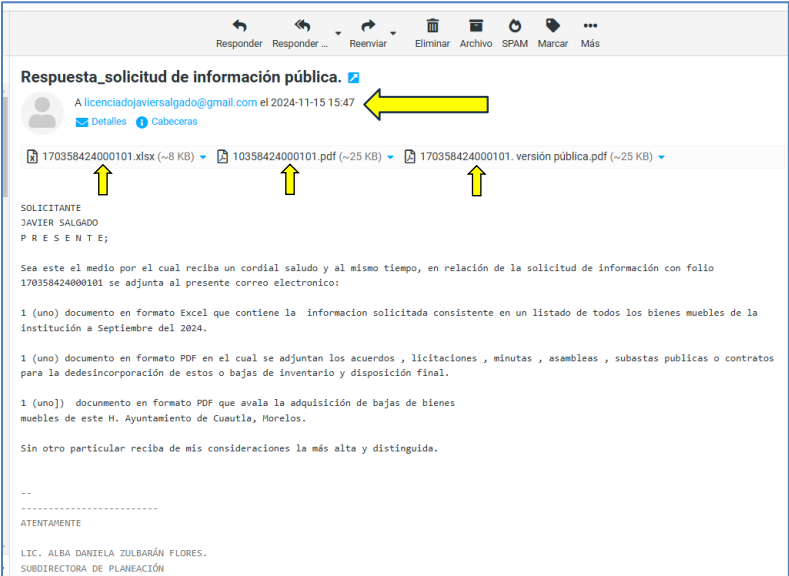 Responder Responder ... Reenviar Eliminar Archivo SPAM Marcar Más
Respuesta_solicitud de información pública.
A licenciadojaviersalgado@gmail.com el 2024-11-15 15:47
Detalles Cabeceras
170358424000101.xlsx (~8 KB) 10358424000101.pdf (~25 KB) 170358424000101. versión pública.pdf (~25 KB)
SOLICITANTE
JAVIER SALGADO
P R E S E N T E;
Sea este el medio por el cual reciba un cordial saludo y al mismo tiempo, en relación de la solicitud de información con folio
170358424000101 se adjunta al presente correo electronico:
1 (uno) documento en formato Excel que contiene la  informacion solicitada consistente en un listado de todos los bienes muebles de la
institución a Septiembre del 2024.
1 (uno) documento en formato PDF en el cual se adjuntan los acuerdos , licitaciones , minutas , asambleas , subastas publicas o contratos
para la dedesincorporación de estos o bajas de inventario y disposición final.
1 (uno])  docunmento en formato PDF que avala la adquisición de bajas de bienes
muebles de este H. Ayuntamiento de Cuautla, Morelos.
Sin otro particular reciba de mis consideraciones la más alta y distinguida.
--
-------------------------
ATENTAMENTE
LIC. ALBA DANIELA ZULBARÁN FLORES.
SUBDIRECTORA DE PLANEACIÓN